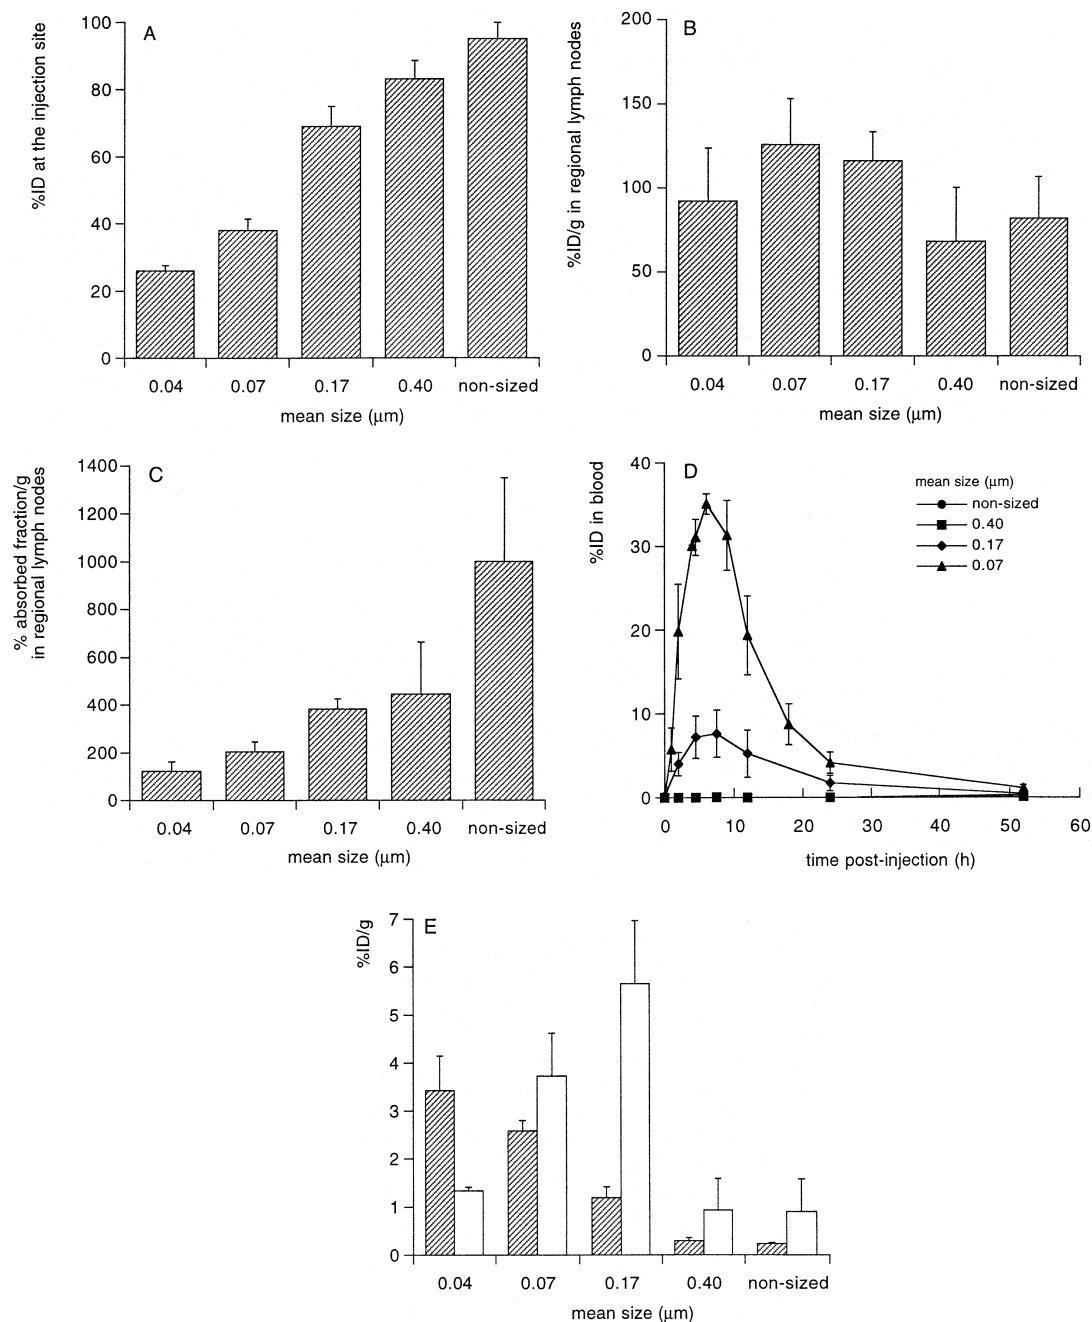 A
%ID at the injection site
100
80
60
40
20
0
0.04 0.07 0.17 0.40 non-sized
mean size (μm)
B
%ID/g in regional lymph nodes
200
150
100
50
0
0.04 0.07 0.17 0.40 non-sized
mean size (μm)
C
% absorbed fraction/g
in regional lymph nodes
1400
1200
1000
800
600
400
200
0
0.04 0.07 0.17 0.40 non-sized
mean size (μm)
D
%ID in blood
40
30
20
10
0
mean size (μm)
non-sized
0.40
0.17
0.07
0 10 20 30 40 50 60
time post-injection (h)
E
%ID/g
7
6
5
4
3
2
1
0
0.04 0.07 0.17 0.40 non-sized
mean size (μm)